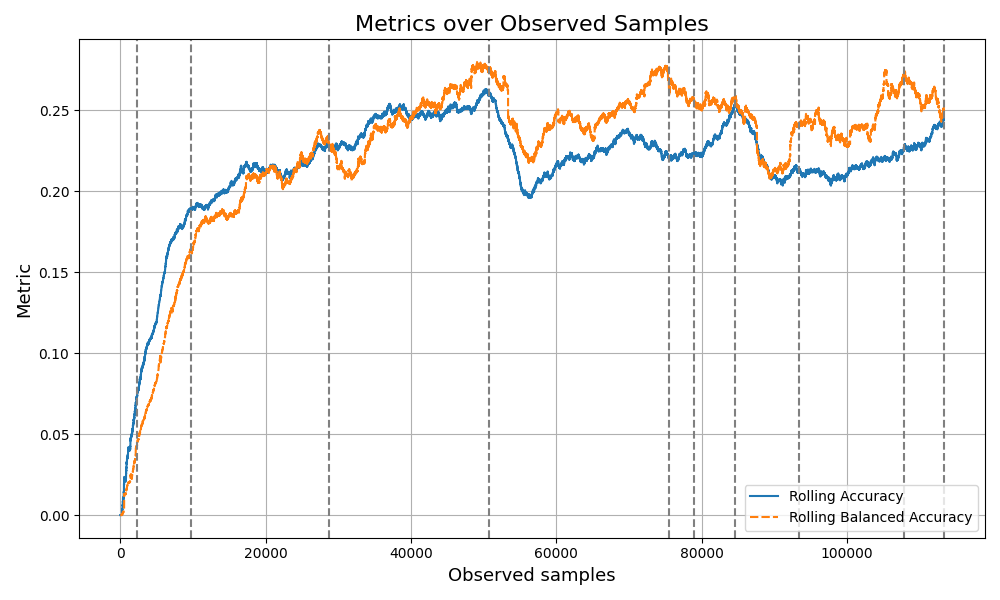 Metrics over Observed Samples
Metric
0.25
0.20
0.15
0.10
0.05
0.00
0
20000
40000
60000
80000
100000
Observed samples
Rolling Accuracy
Rolling Balanced Accuracy